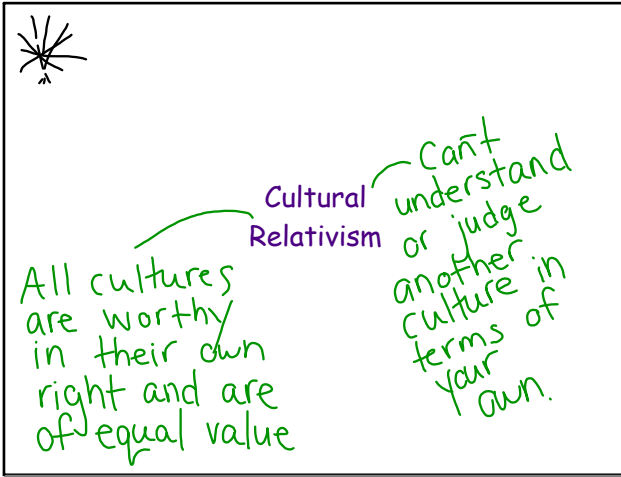 Cultural
Relativism
Can't
understand
or judge
another
culture in
terms of
your
own.
All cultures
are worthy
in their own
right and are
of equal value